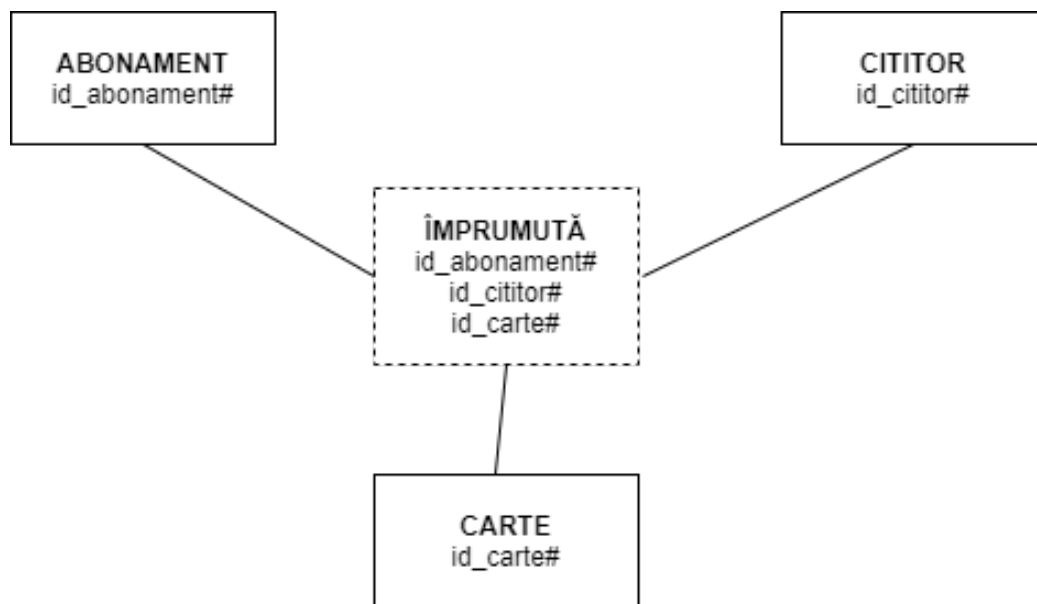 ABONAMENT
id_abonament#
CITITOR
id_cititor#
ÎMPRUMUTĂ
id_abonament#
id_cititor#
id_carte#
CARTE
id_carte#